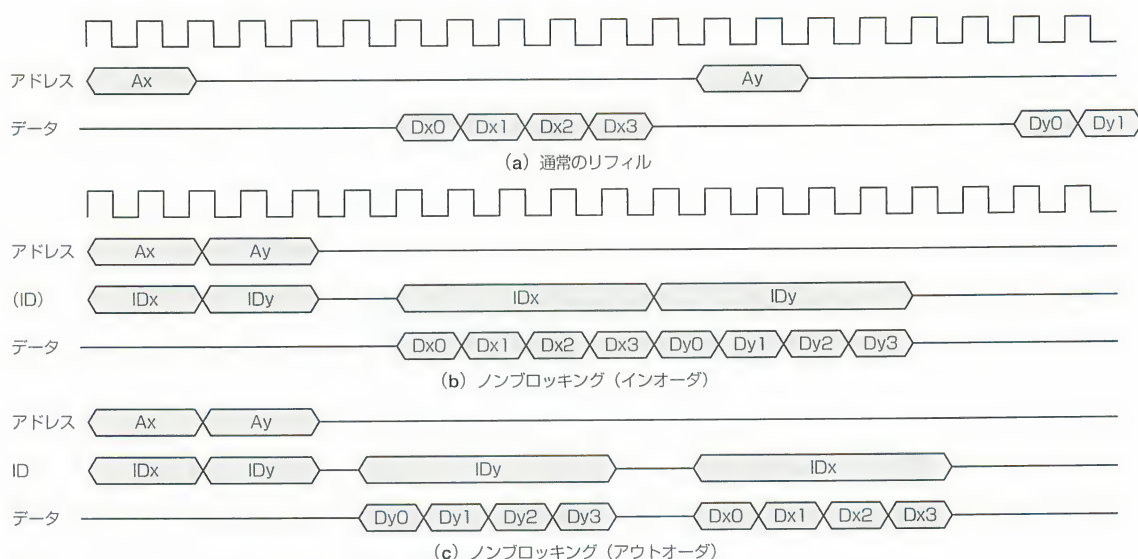 アドレス Ax Ay
データ Dx0 Dx1 Dx2 Dx3 Dy0 Dy1
(a) 通常のリフィル
アドレス Ax Ay
(ID) IDx IDy IDx IDy
データ Dx0 Dx1 Dx2 Dx3 Dy0 Dy1 Dy2 Dy3
(b) ノンブロッキング(インオーダ)
アドレス Ax Ay
ID IDx IDy IDy IDx
データ Dy0 Dy1 Dy2 Dy3 Dx0 Dx1 Dx2 Dx3
(c) ノンブロッキング(アウトオーダ)